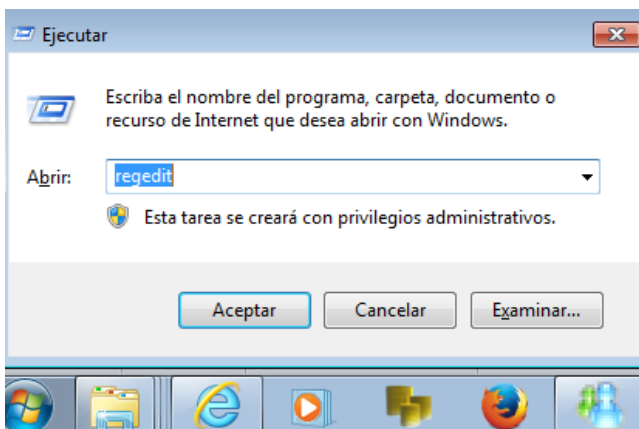 Ejecutar
Escriba el nombre del programa, carpeta, documento o
recurso de Internet que desea abrir con Windows.
Abrir:
regedit
Esta tarea se creará con privilegios administrativos.
Aceptar
Cancelar
Examinar...